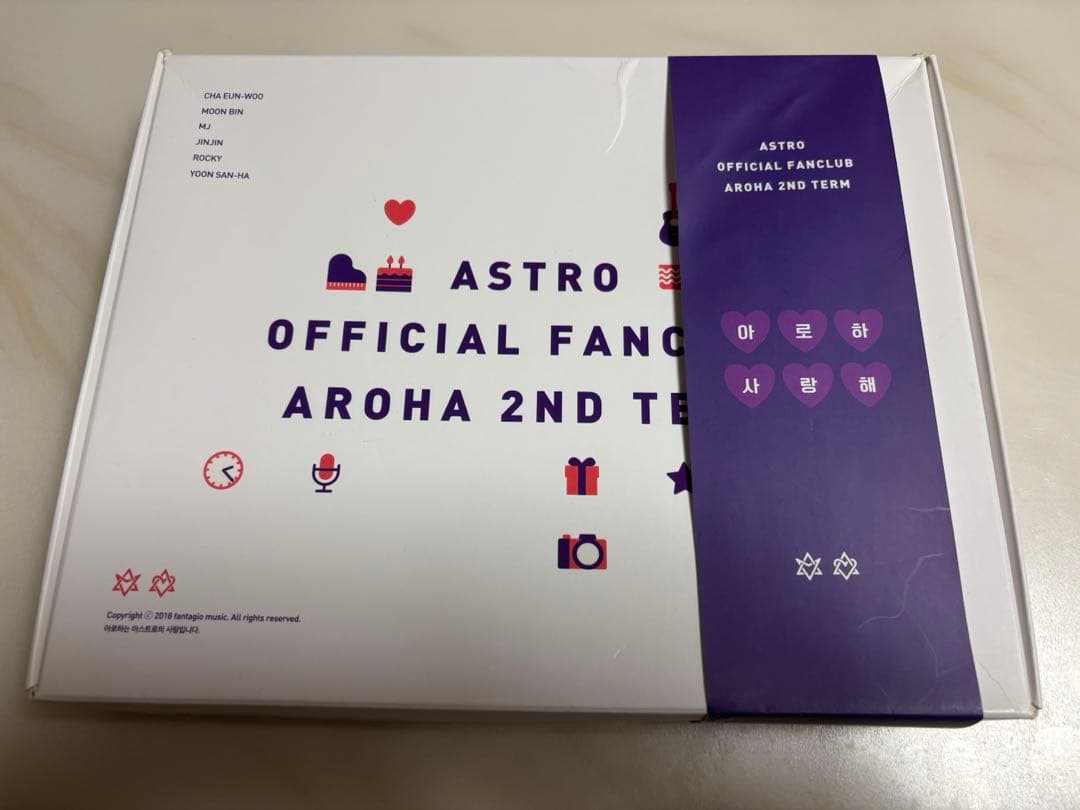 CHA EUN-WOO
MOON BIN
MJ
JINJIN
ROCKY
YOON SAN-HA
ASTRO
OFFICIAL FANC
AROHA 2ND TE
Copyright ⓒ 2018 fantagio music. All rights reserved.
아로하는 아스트로의 사랑입니다.
ASTRO
OFFICIAL FANCLUB
AROHA 2ND TERM
아 로 하
사 랑 해